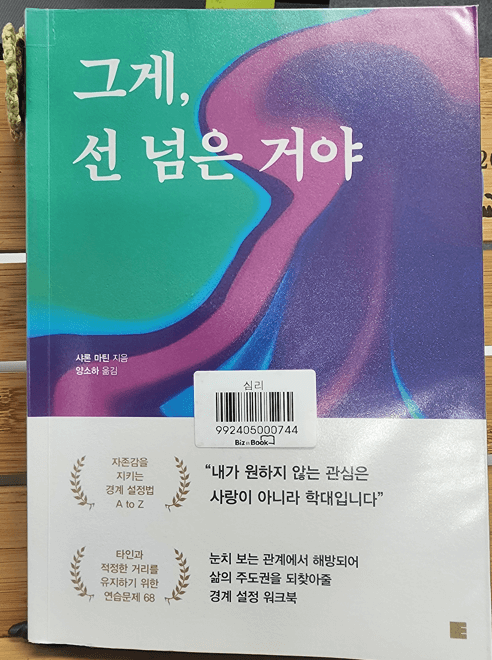 그게,
선 넘은 거야
샤론 마틴 지음
양소하 옮김
심리
992405000744
Biz Book
자존감을
지키는
경계 설정법
A to Z
“내가 원하지 않는 관심은
사랑이 아니라 학대입니다”
타인과
적정한 거리를
유지하기 위한
연습문제 68
눈치 보는 관계에서 해방되어
삶의 주도권을 되찾아줄
경계 설정 워크북